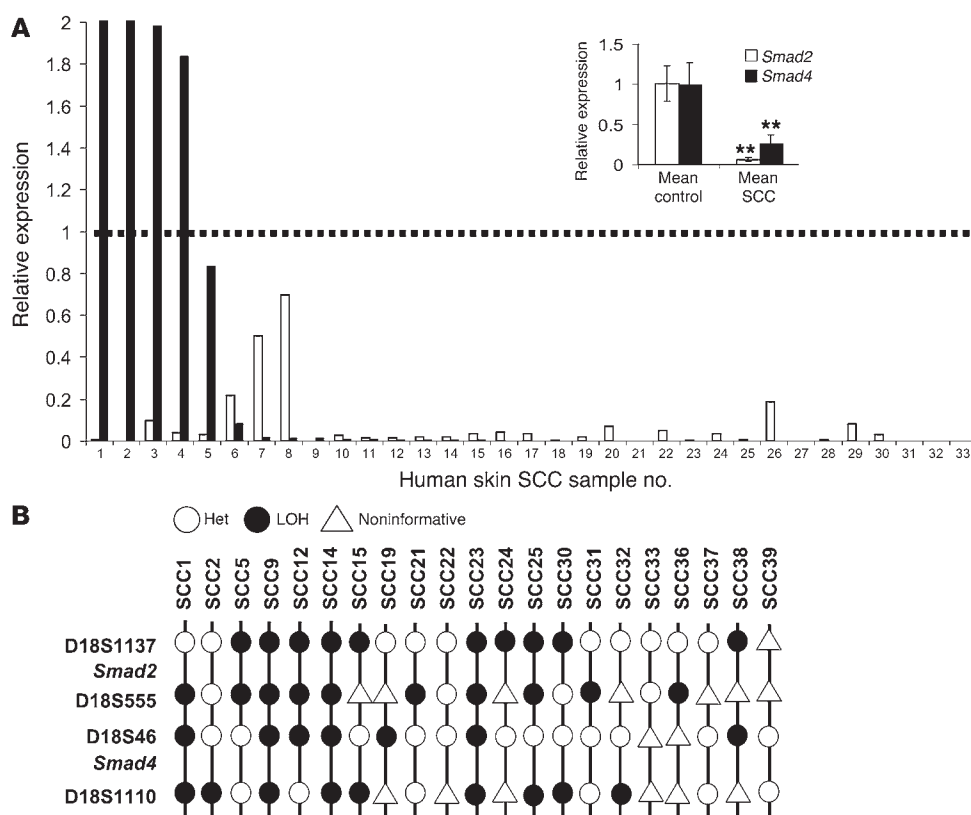 A
2
1.8
1.6
1.4
1.2
1
0.8
0.6
0.4
0.2
0
Relative expression
1 2 3 4 5 6 7 8 9 10 11 12 13 14 15 16 17 18 19 20 21 22 23 24 25 26 27 28 29 30 31 32 33
Human skin SCC sample no.
1.5
1
0.5
0
Relative expression
Smad2
Smad4
** **
Mean control
Mean SCC
B
Het LOH Noninformative
SCC1 SCC2 SCC5 SCC9 SCC12 SCC14 SCC15 SCC19 SCC21 SCC22 SCC23 SCC24 SCC25 SCC30 SCC31 SCC32 SCC33 SCC36 SCC37 SCC38 SCC39
D18S1137
Smad2
D18S555
D18S46
Smad4
D18S1110